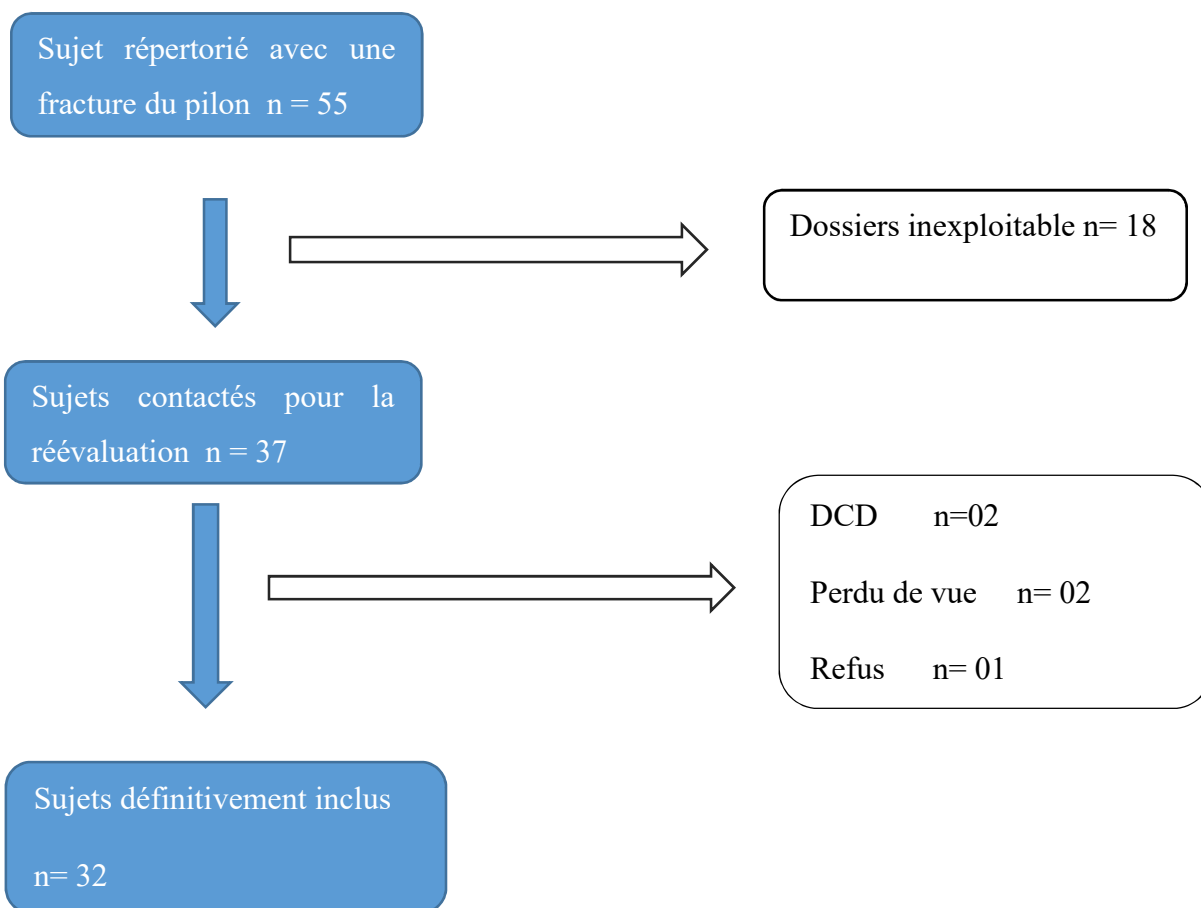 Sujet répertorié avec une
fracture du pilon n = 55
Dossiers inexploitable n= 18
Sujets contactés pour la
réévaluation n = 37
DCD n=02
Perdu de vue n= 02
Refus n= 01
Sujets définitivement inclus
n= 32